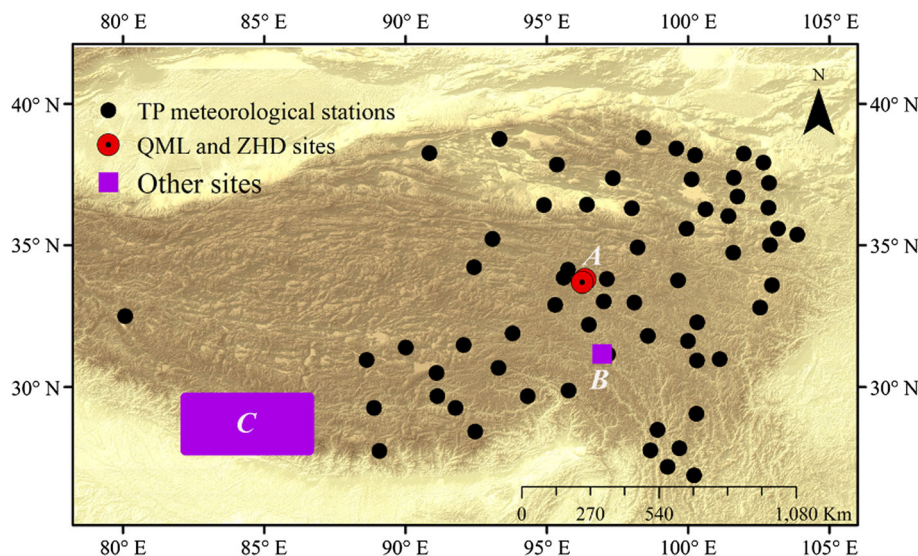 80° E 85° E 90° E 95° E 100° E 105° E
N
40° N 40° N
TP meteorological stations
QML and ZHD sites
Other sites
35° N 35° N
A
30° N 30° N
B
C
0 270 540 1,080 Km
80° E 85° E 90° E 95° E 100° E 105° E